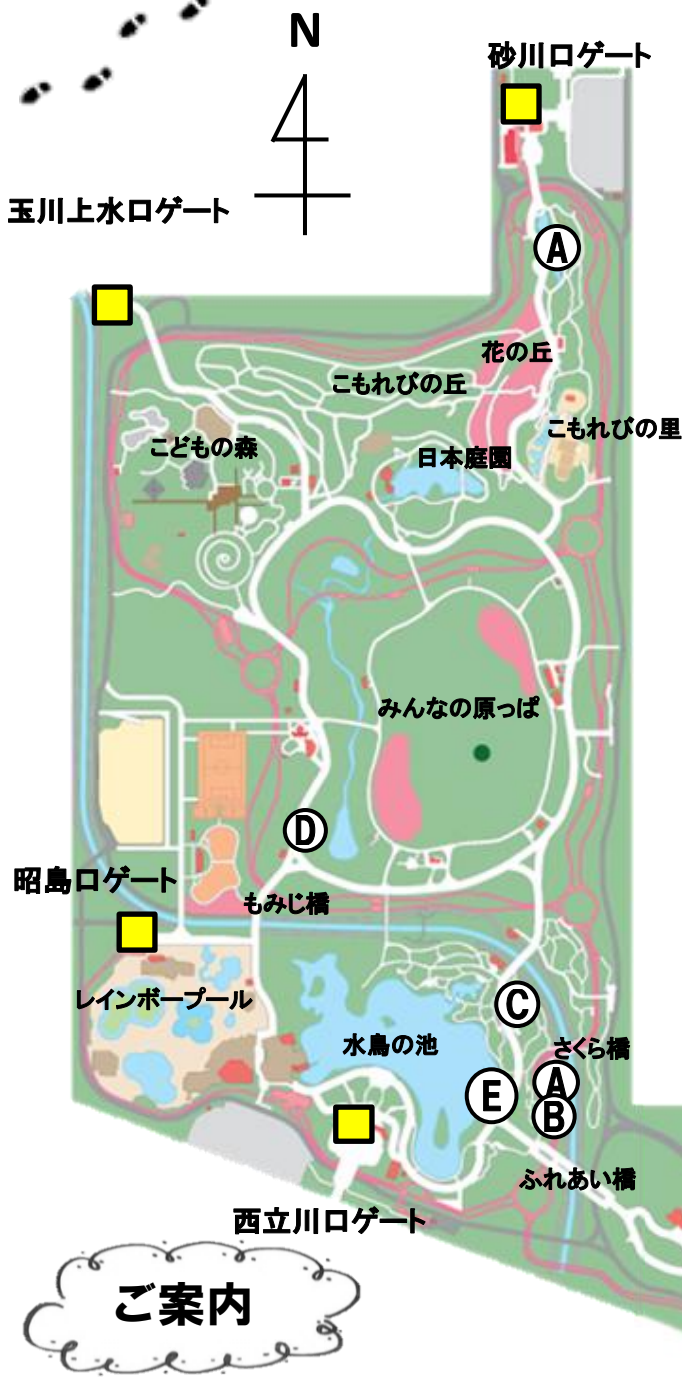 N
砂川口ゲート
玉川上水口ゲート
A
花の丘
こもれびの丘
こもれびの里
こどもの森
日本庭園
みんなの原っぱ
D
昭島口ゲート
もみじ橋
レインボープール
C
水鳥の池
さくら橋
A
E
B
ふれあい橋
西立川口ゲート
ご案内